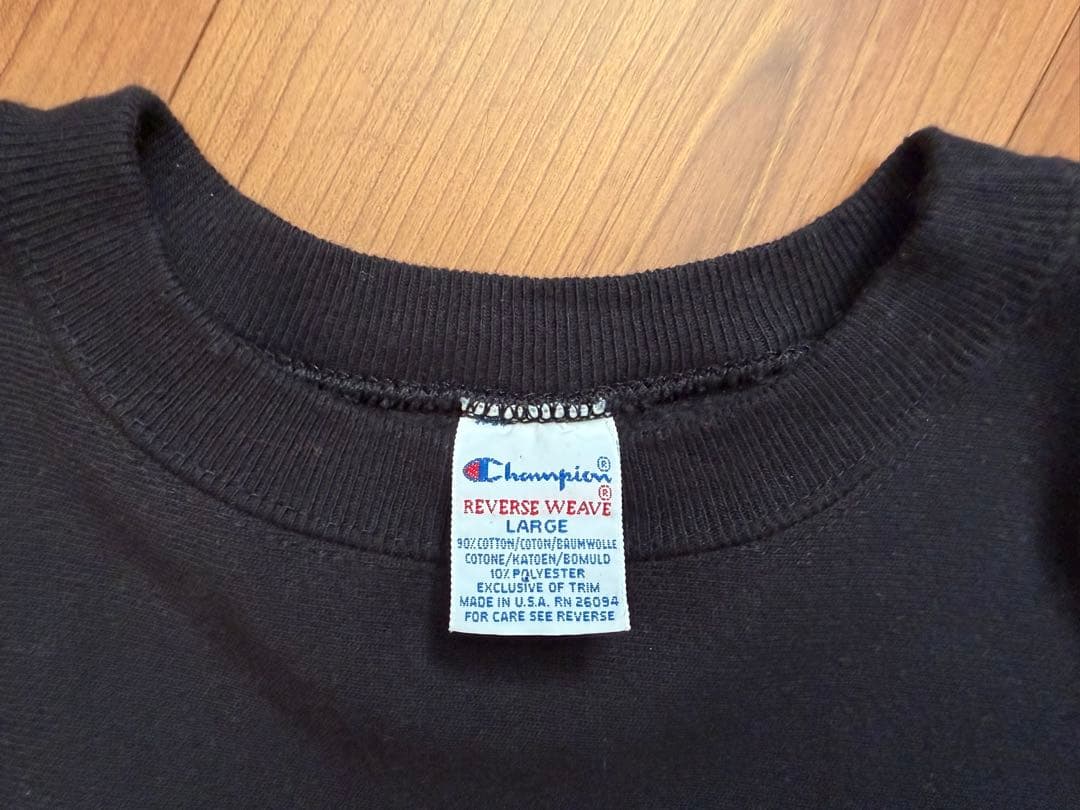 Champion®
REVERSE WEAVE®
LARGE
90% COTTON/COTON/BAUMWOLLE
COTONE/KATOEN/BOMULD
10% POLYESTER
EXCLUSIVE OF TRIM
MADE IN U.S.A. RN 26094
FOR CARE SEE REVERSE